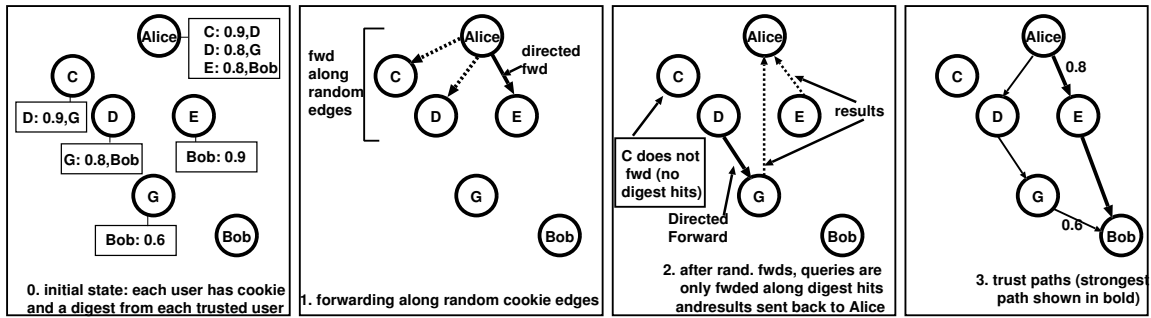 Alice
C: 0.9,D
D: 0.8,G
E: 0.8,Bob
C
D: 0.9,G
D
G: 0.8,Bob
E
Bob: 0.9
G
Bob: 0.6
Bob
0. initial state: each user has cookie
and a digest from each trusted user
Alice
fwd
along
random
edges
directed
fwd
C
D
E
G
Bob
1. forwarding along random cookie edges
Alice
C
D
E
results
C does not
fwd (no
digest hits)
G
Directed
Forward
Bob
2. after rand. fwds, queries are
only fwded along digest hits
andresults sent back to Alice
Alice
0.8
C
D
E
G
0.6
Bob
3. trust paths (strongest
path shown in bold)